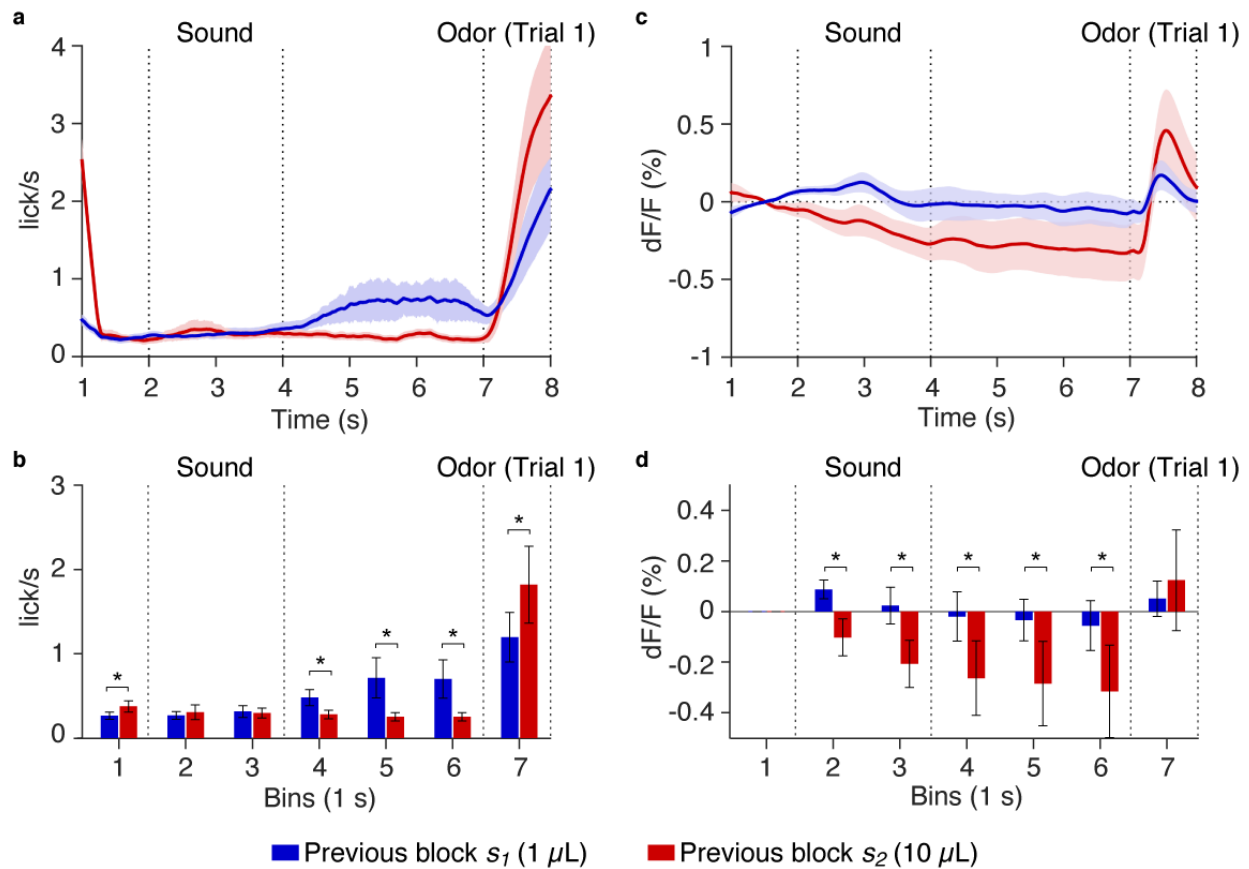 a
Sound
Odor (Trial 1)
4
3
2
1
0
lick/s
1 2 3 4 5 6 7 8
Time (s)
c
Sound
Odor (Trial 1)
1
0.5
0
-0.5
-1
dF/F (%)
1 2 3 4 5 6 7 8
Time (s)
b
Sound
Odor (Trial 1)
3
2
1
0
lick/s
* * * * *
1 2 3 4 5 6 7
Bins (1 s)
d
Sound
Odor (Trial 1)
0.4
0.2
0
-0.2
-0.4
dF/F (%)
* * * * *
1 2 3 4 5 6 7
Bins (1 s)
Previous block s1 (1 µL)
Previous block s2 (10 µL)